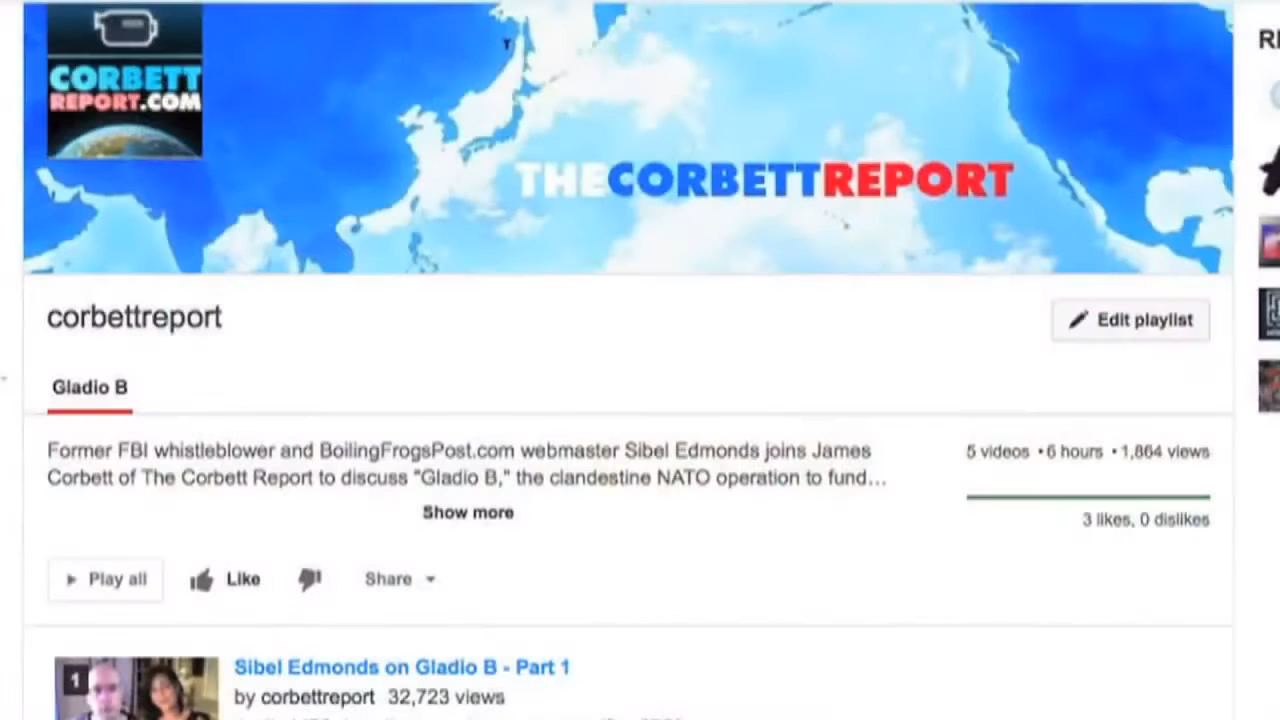 CORBETT
REPORT.COM
THECORBETTREPORT
corbettreport
Edit playlist
Gladio B
Former FBI whistleblower and BoilingFrogsPost.com webmaster Sibel Edmonds joins James
Corbett of The Corbett Report to discuss "Gladio B," the clandestine NATO operation to fund...
5 videos • 6 hours • 1,864 views
Show more
3 likes, 0 dislikes
Play all
Like
Share
1
Sibel Edmonds on Gladio B - Part 1
by corbettreport 32,723 views